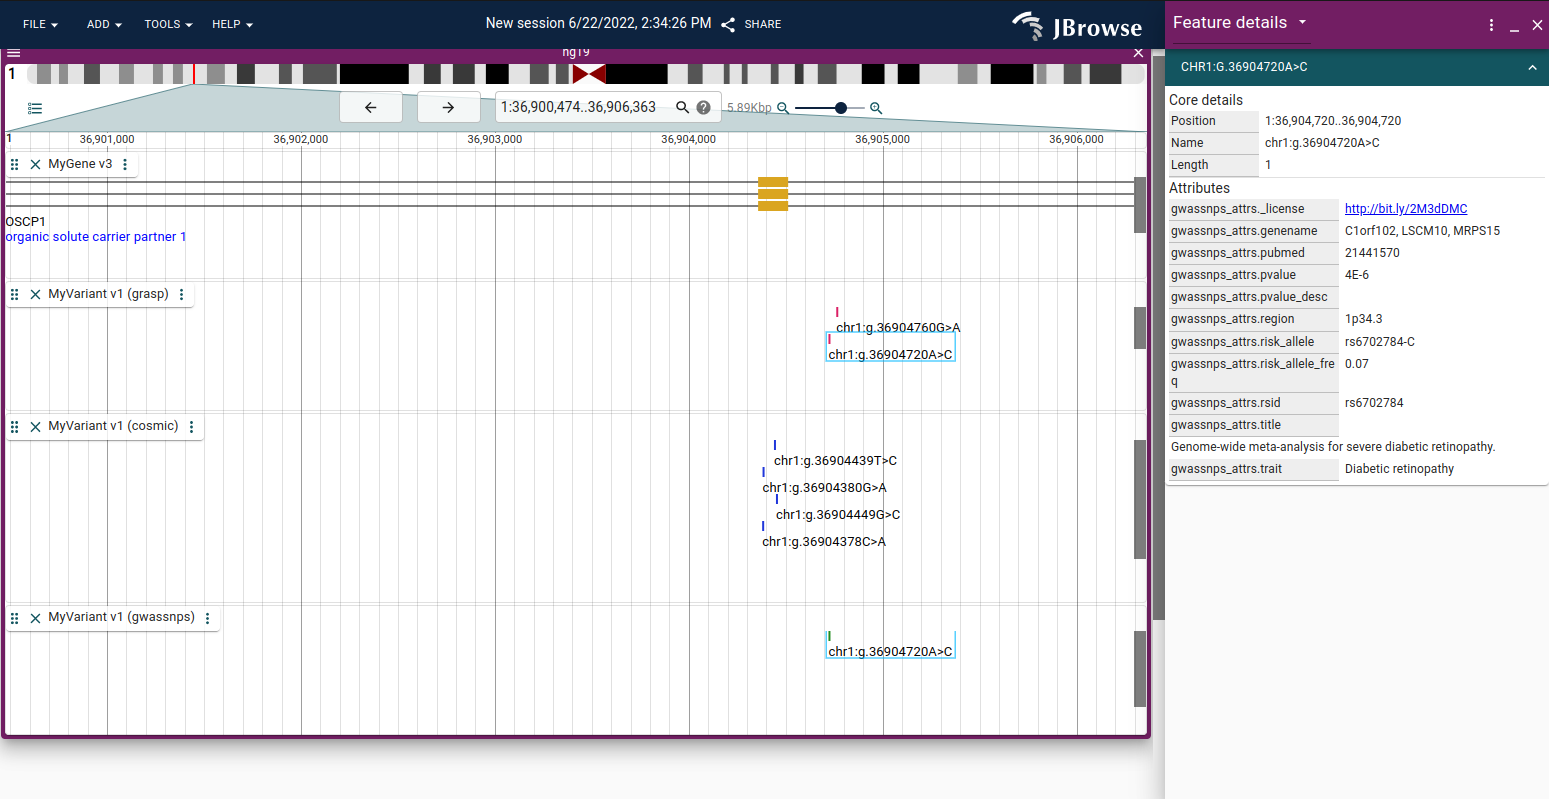 FILE ADD TOOLS HELP New session 6/22/2022, 2:34:26 PM SHARE JBrowse
hg19
1
1:36,900,474..36,906,363 5.89Kbp
1 36,901,000 36,902,000 36,903,000 36,904,000 36,905,000 36,906,000
MyGene v3
OSCP1
organic solute carrier partner 1
MyVariant v1 (grasp)
chr1:g.36904760G>A
chr1:g.36904720A>C
MyVariant v1 (cosmic)
chr1:g.36904439T>C
chr1:g.36904380G>A
chr1:g.36904449G>C
chr1:g.36904378C>A
MyVariant v1 (gwassnps)
chr1:g.36904720A>C
Feature details
CHR1:G.36904720A>C
Core details
Position 1:36,904,720..36,904,720
Name chr1:g.36904720A>C
Length 1
Attributes
gwassnps_attrs._license http://bit.ly/2M3dDMC
gwassnps_attrs.genename C1orf102, LSCM10, MRPS15
gwassnps_attrs.pubmed 21441570
gwassnps_attrs.pvalue 4E-6
gwassnps_attrs.pvalue_desc
gwassnps_attrs.region 1p34.3
gwassnps_attrs.risk_allele rs6702784-C
gwassnps_attrs.risk_allele_fre 0.07
q
gwassnps_attrs.rsid rs6702784
gwassnps_attrs.title
Genome-wide meta-analysis for severe diabetic retinopathy.
gwassnps_attrs.trait Diabetic retinopathy